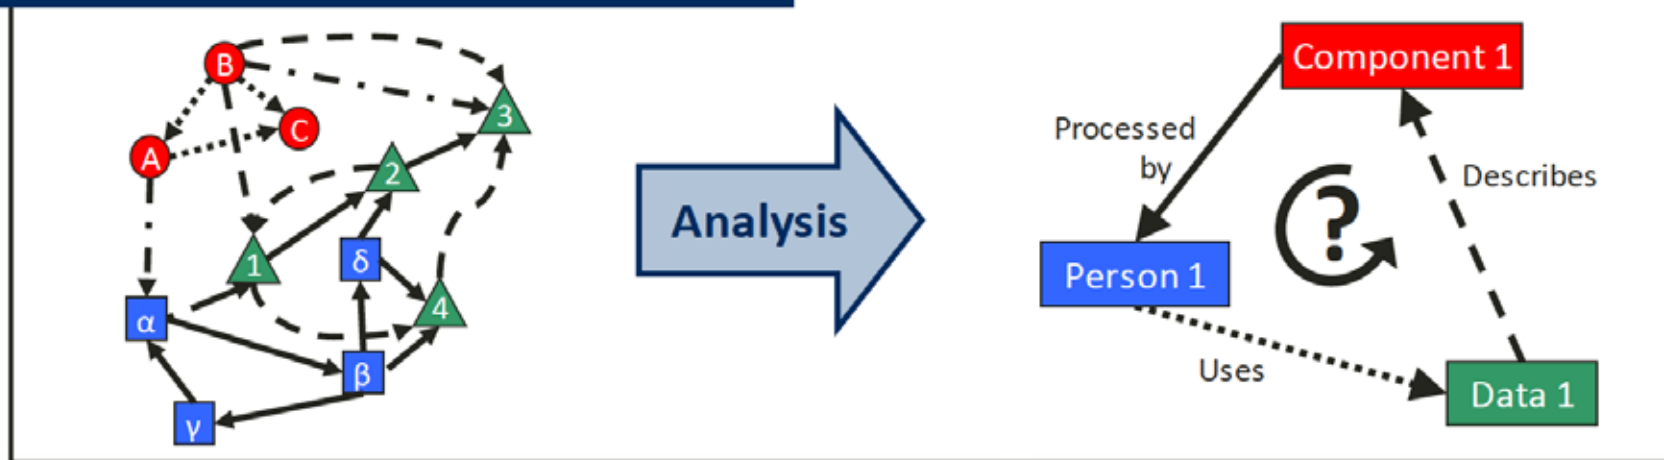 B
3
C
A
2
1
δ
4
α
β
γ
Analysis
Component 1
Processed
by
?
Describes
Person 1
Uses
Data 1